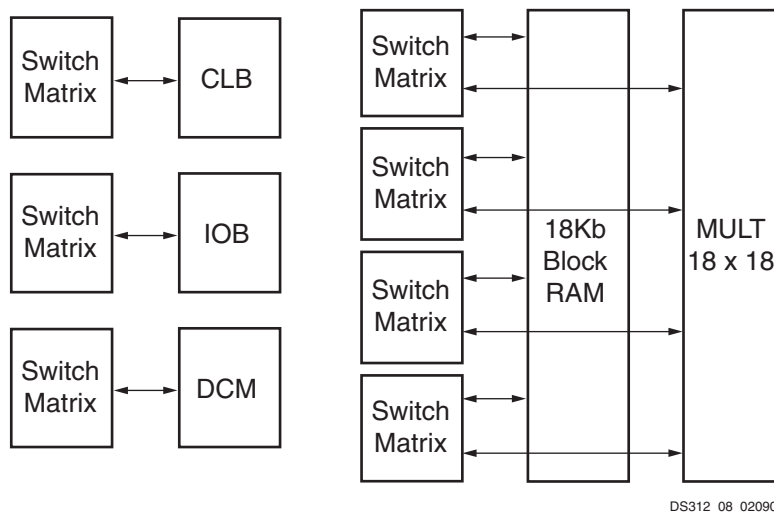 Switch
Matrix
CLB
Switch
Matrix
IOB
Switch
Matrix
DCM
Switch
Matrix
Switch
Matrix
Switch
Matrix
Switch
Matrix
18Kb
Block
RAM
MULT
18 x 18
DS312_08_02090